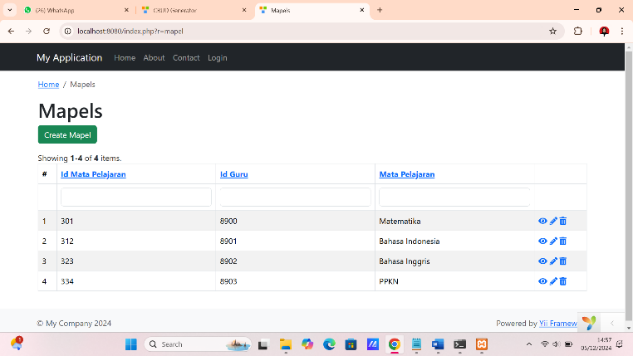 (26) WhatsApp
CRUD Generator
Mapels
localhost:8080/index.php?r=mapel
My Application Home About Contact Login
Home / Mapels
Mapels
Create Mapel
Showing 1-4 of 4 items.
# Id Mata Pelajaran Id Guru Mata Pelajaran
1 301 8900 Matematika
2 312 8901 Bahasa Indonesia
3 323 8902 Bahasa Inggris
4 334 8903 PPKN
© My Company 2024 Powered by Yii Framew
Search
14:57
05/12/2024